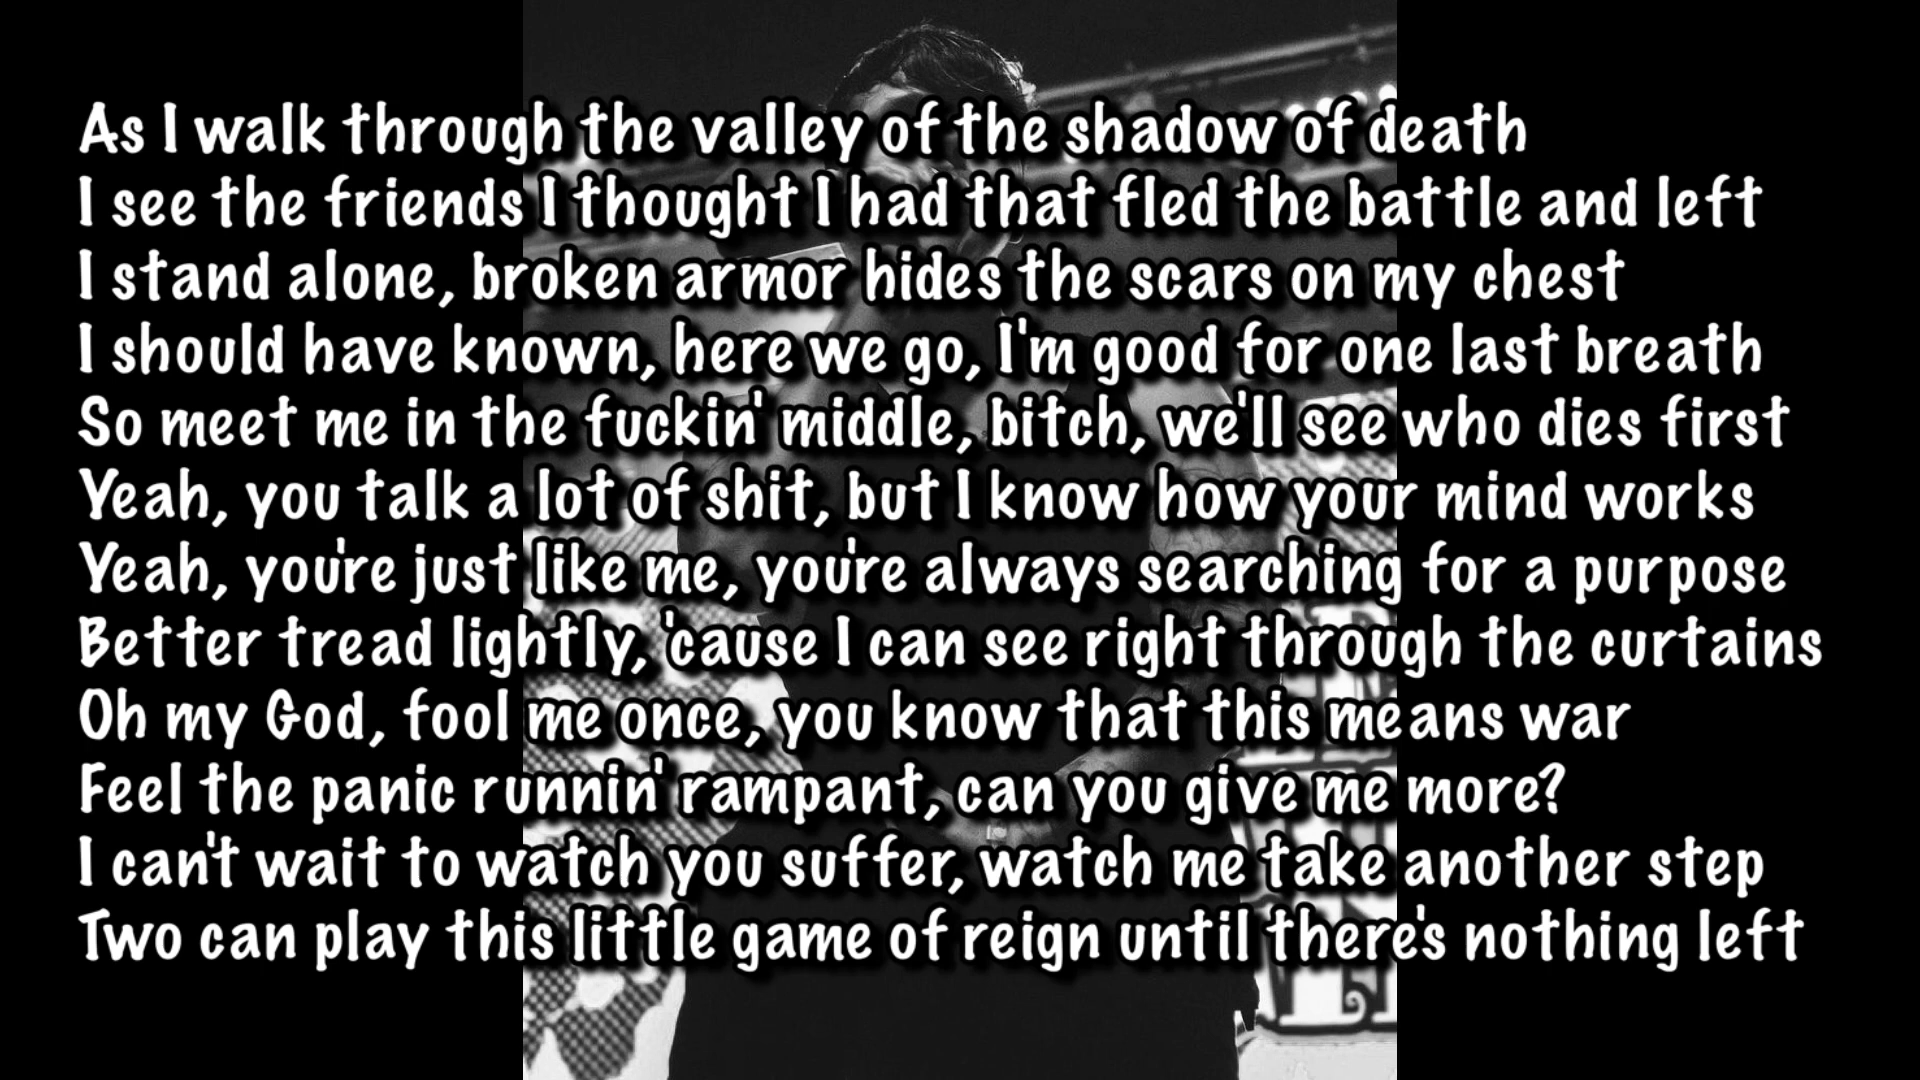 As I walk through the valley of the shadow of death
I see the friends I thought I had that fled the battle and left
I stand alone, broken armor hides the scars on my chest
I should have known, here we go, I'm good for one last breath
So meet me in the fuckin' middle, bitch, we'll see who dies first
Yeah, you talk a lot of shit, but I know how your mind works
Yeah, you're just like me, you're always searching for a purpose
Better tread lightly, 'cause I can see right through the curtains
Oh my God, fool me once, you know that this means war
Feel the panic runnin' rampant, can you give me more?
I can't wait to watch you suffer, watch me take another step
Two can play this little game of reign until there's nothing left